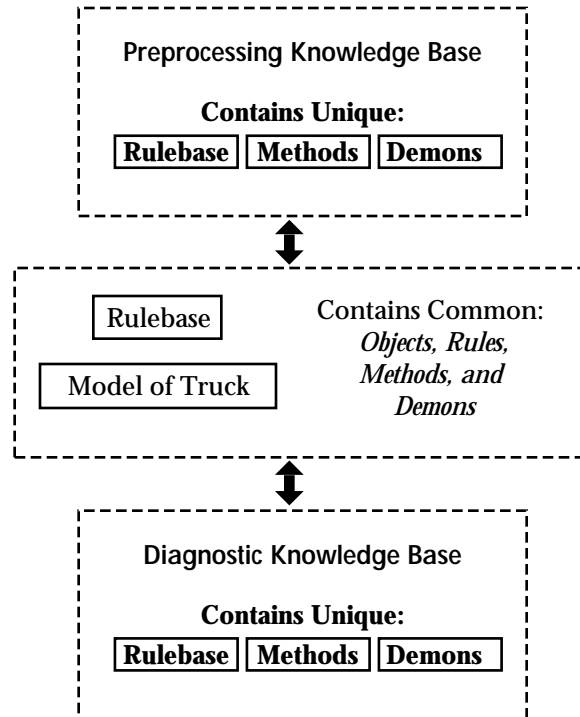 Preprocessing Knowledge Base
Contains Unique:
Rulebase Methods Demons
Rulebase
Model of Truck
Contains Common:
Objects, Rules,
Methods, and
Demons
Diagnostic Knowledge Base
Contains Unique:
Rulebase Methods Demons